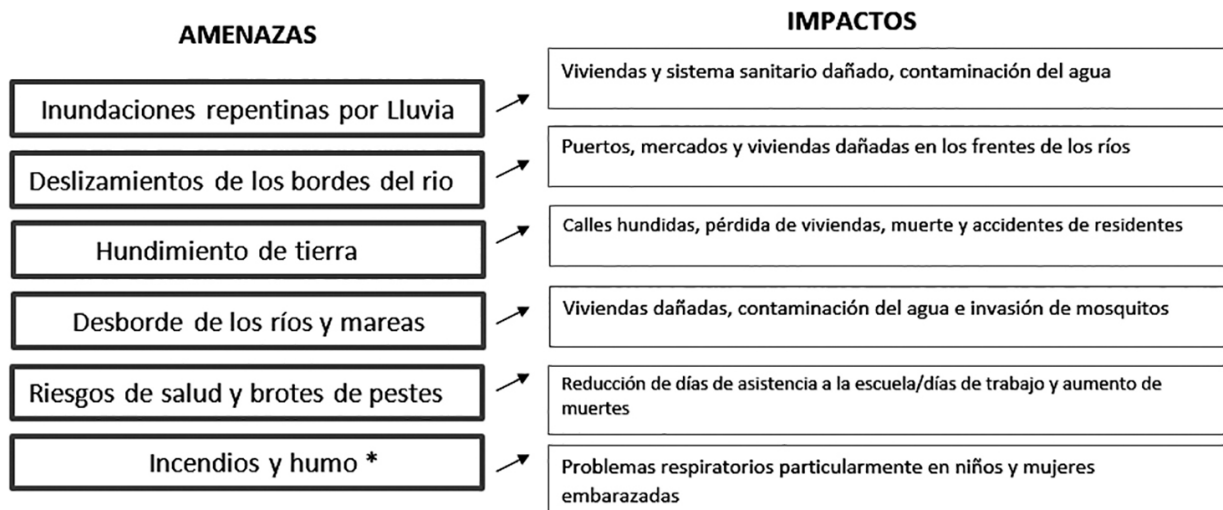 AMENAZAS
IMPACTOS
Inundaciones repentinas por Lluvia
Viviendas y sistema sanitario dañado, contaminación del agua
Deslizamientos de los bordes del rio
Puertos, mercados y viviendas dañadas en los frentes de los ríos
Hundimiento de tierra
Calles hundidas, pérdida de viviendas, muerte y accidentes de residentes
Desborde de los ríos y mareas
Viviendas dañadas, contaminación del agua e invasión de mosquitos
Riesgos de salud y brotes de pestes
Reducción de días de asistencia a la escuela/días de trabajo y aumento de
muertes
Incendios y humo *
Problemas respiratorios particularmente en niños y mujeres
embarazadas